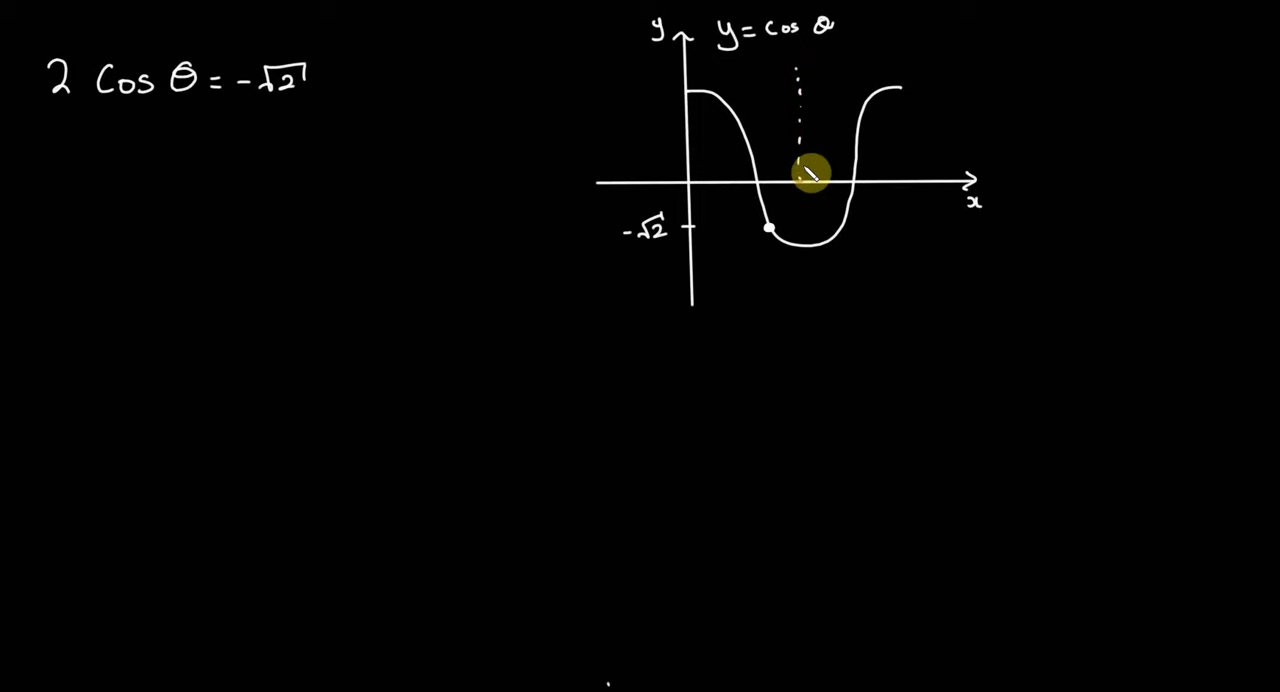 2 Cos θ = -√2
y
y = cos θ
-√2
x